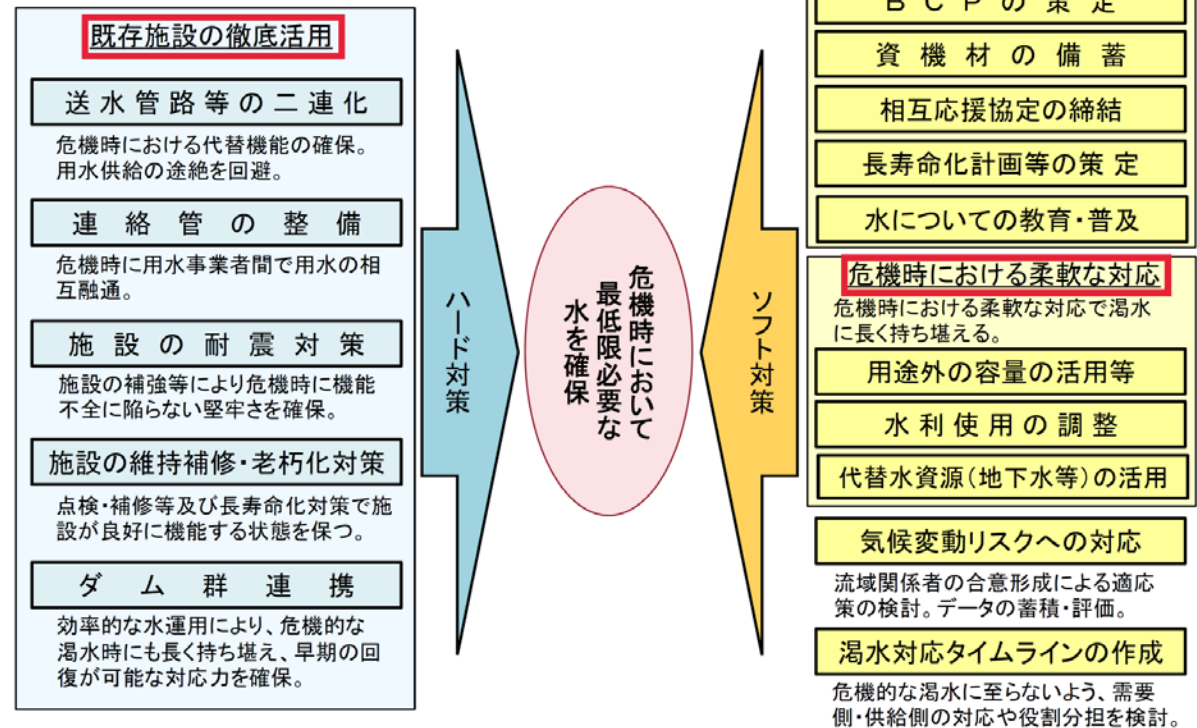 既存施設の徹底活用
送水管路等の二連化
危機時における代替機能の確保。
用水供給の途絶を回避。
連絡管の整備
危機時に用水事業者間で用水の相
互融通。
施設の耐震対策
施設の補強等により危機時に機能
不全に陥らない堅牢さを確保。
施設の維持補修・老朽化対策
点検・補修等及び長寿命化対策で施
設が良好に機能する状態を保つ。
ダム群連携
効率的な水運用により、危機的な
渇水時にも長く持ち堪え、早期の回
復が可能な対応力を確保。
ハード対策
危機時において
最低限必要な
水を確保
ソフト対策
BCPの策定
資機材の備蓄
相互応援協定の締結
長寿命化計画等の策定
水についての教育・普及
危機時における柔軟な対応
危機時における柔軟な対応で渇水
に長く持ち堪える。
用途外の容量の活用等
水利使用の調整
代替水資源(地下水等)の活用
気候変動リスクへの対応
流域関係者の合意形成による適応
策の検討。データの蓄積・評価。
渇水対応タイムラインの作成
危機的な渇水に至らないよう、需要
側・供給側の対応や役割分担を検討。